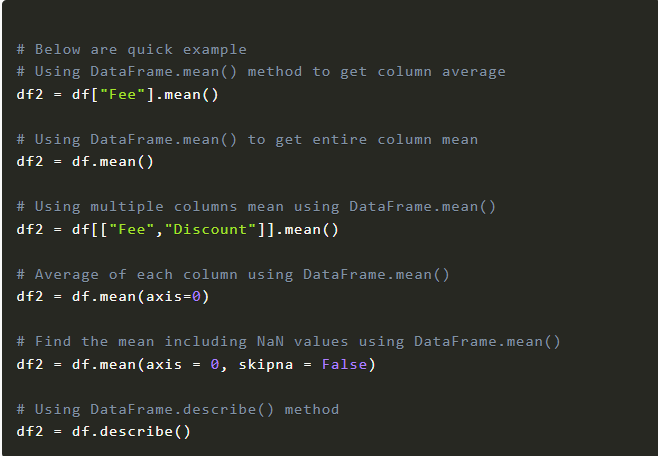 # Below are quick example
# Using DataFrame.mean() method to get column average
df2 = df["Fee"].mean()
# Using DataFrame.mean() to get entire column mean
df2 = df.mean()
# Using multiple columns mean using DataFrame.mean()
df2 = df[["Fee","Discount"]].mean()
# Average of each column using DataFrame.mean()
df2 = df.mean(axis=0)
# Find the mean including NaN values using DataFrame.mean()
df2 = df.mean(axis = 0, skipna = False)
# Using DataFrame.describe() method
df2 = df.describe()